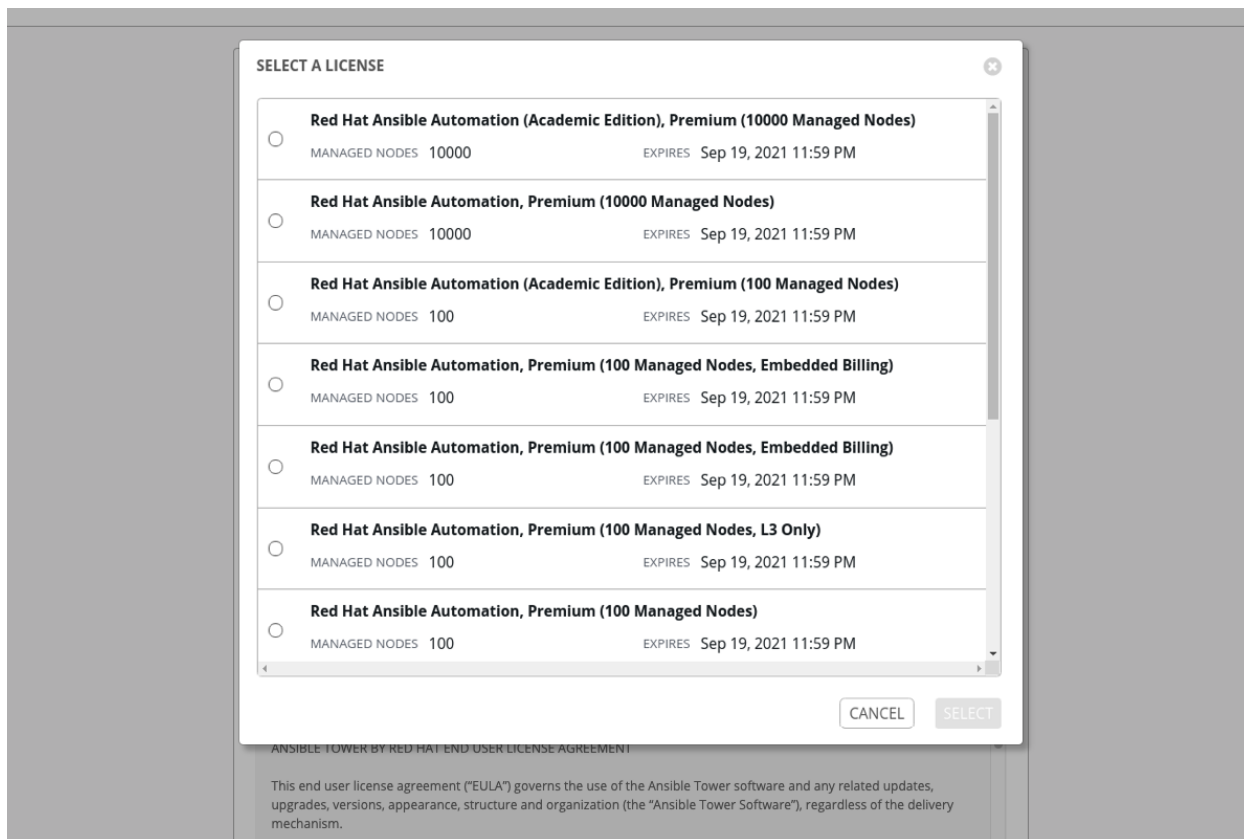 SELECT A LICENSE
Red Hat Ansible Automation (Academic Edition), Premium (10000 Managed Nodes)
MANAGED NODES 10000 EXPIRES Sep 19, 2021 11:59 PM
Red Hat Ansible Automation, Premium (10000 Managed Nodes)
MANAGED NODES 10000 EXPIRES Sep 19, 2021 11:59 PM
Red Hat Ansible Automation (Academic Edition), Premium (100 Managed Nodes)
MANAGED NODES 100 EXPIRES Sep 19, 2021 11:59 PM
Red Hat Ansible Automation, Premium (100 Managed Nodes, Embedded Billing)
MANAGED NODES 100 EXPIRES Sep 19, 2021 11:59 PM
Red Hat Ansible Automation, Premium (100 Managed Nodes, Embedded Billing)
MANAGED NODES 100 EXPIRES Sep 19, 2021 11:59 PM
Red Hat Ansible Automation, Premium (100 Managed Nodes, L3 Only)
MANAGED NODES 100 EXPIRES Sep 19, 2021 11:59 PM
Red Hat Ansible Automation, Premium (100 Managed Nodes)
MANAGED NODES 100 EXPIRES Sep 19, 2021 11:59 PM
CANCEL SELECT
ANSIBLE TOWER BY RED HAT END USER LICENSE AGREEMENT
This end user license agreement (“EULA”) governs the use of the Ansible Tower software and any related updates,
upgrades, versions, appearance, structure and organization (the “Ansible Tower Software”), regardless of the delivery
mechanism.